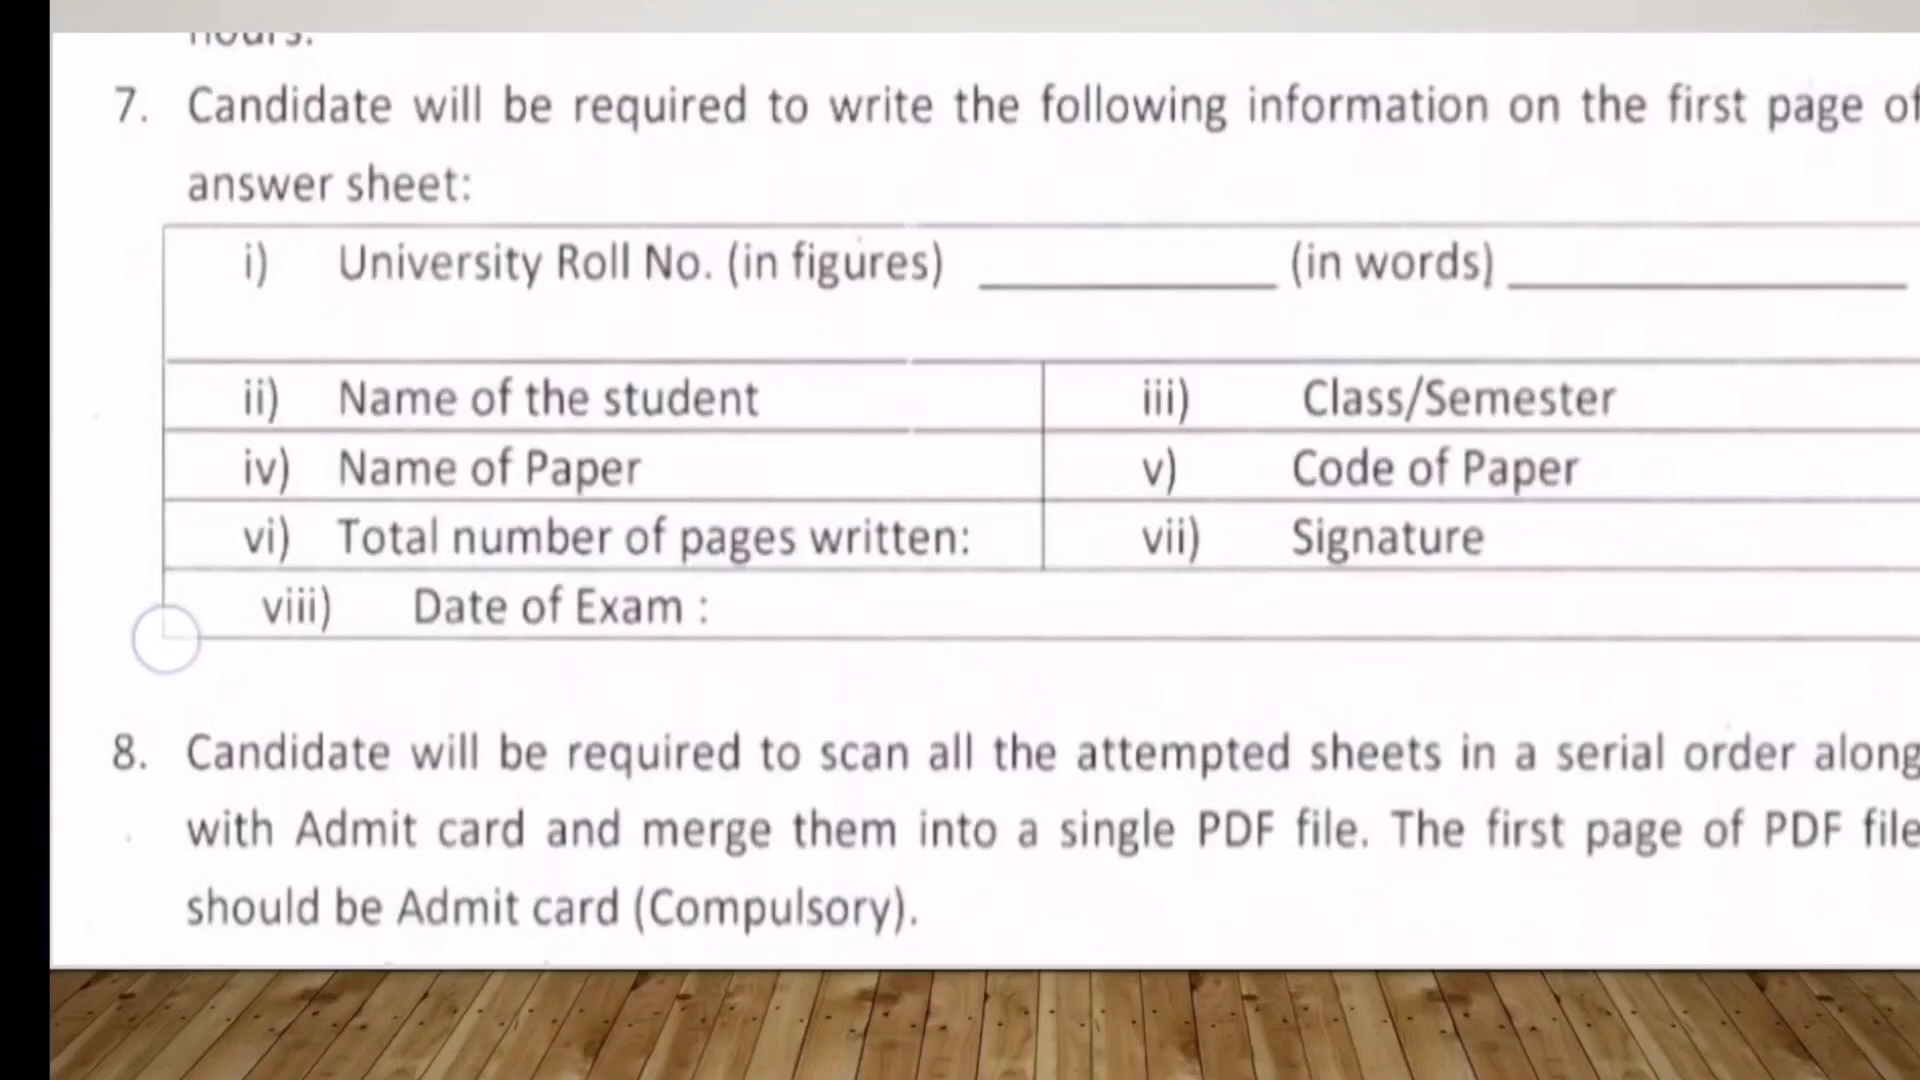 hours.
7. Candidate will be required to write the following information on the first page of
answer sheet:
i) University Roll No. (in figures) ____________ (in words) ________________
ii) Name of the student iii) Class/Semester
iv) Name of Paper v) Code of Paper
vi) Total number of pages written: vii) Signature
viii) Date of Exam :
8. Candidate will be required to scan all the attempted sheets in a serial order along
with Admit card and merge them into a single PDF file. The first page of PDF file
should be Admit card (Compulsory).